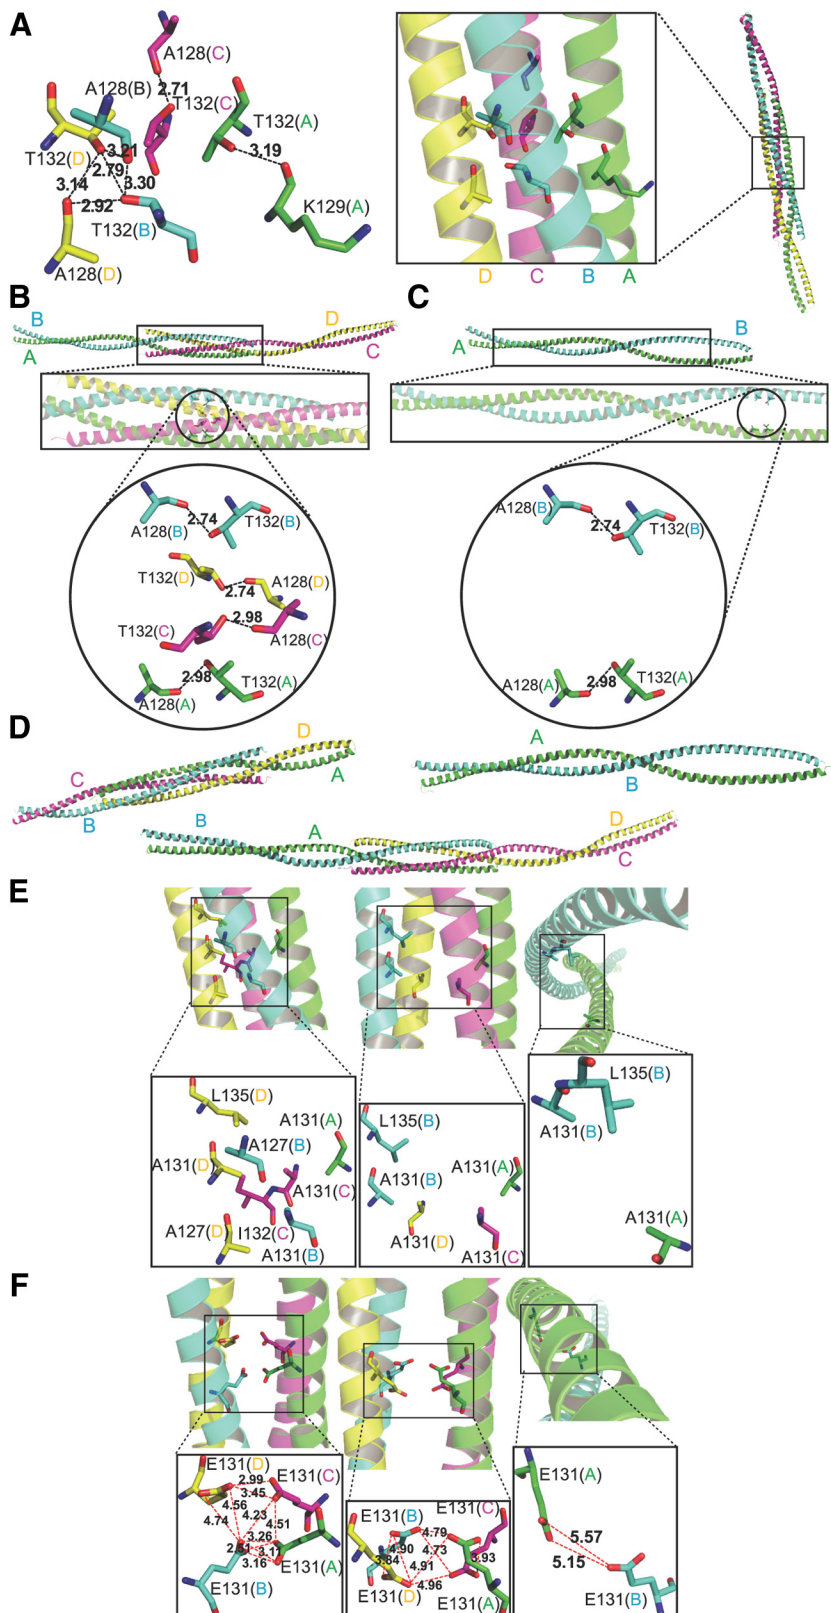 A
A128(C)
A128(B)
2.71
T132(C)
T132(A)
3.21
T132(D)
2.79
3.19
3.14
3.30
2.92
K129(A)
T132(B)
A128(D)
D C B A
B
B
A
D
C
C
A
B
A128(B)
2.74
T132(B)
T132(D)
2.74
A128(D)
2.98
T132(C)
A128(C)
2.98
T132(A)
A128(A)
A128(B)
2.74
T132(B)
A128(A)
2.98
T132(A)
D
D
C
A
B
A
B
B
A
D
C
E
L135(D)
A131(A)
A127(B)
A131(D)
A131(C)
A127(D)
I132(C)
A131(B)
L135(B)
A131(B)
A131(A)
A131(D)
A131(C)
L135(B)
A131(B)
A131(A)
F
E131(D)
2.99
E131(C)
3.45
4.56
4.23
4.74
4.51
3.26
3.11
3.16
E131(A)
E131(B)
E131(C)
E131(B)
4.79
4.90
4.73
3.84
3.93
4.91
4.96
E131(D)
E131(A)
E131(A)
5.57
5.15
E131(B)